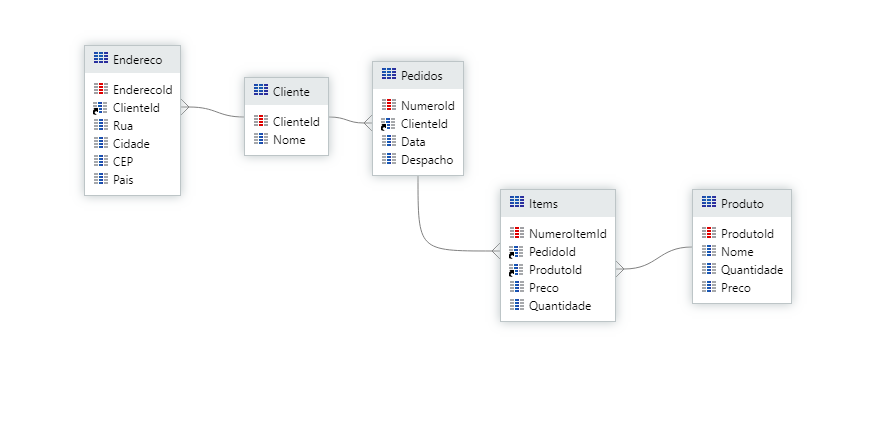 Endereco
EnderecoId
ClienteId
Rua
Cidade
CEP
Pais
Cliente
ClienteId
Nome
Pedidos
NumeroId
ClienteId
Data
Despacho
Items
NumeroItemId
PedidoId
ProdutoId
Preco
Quantidade
Produto
ProdutoId
Nome
Quantidade
Preco